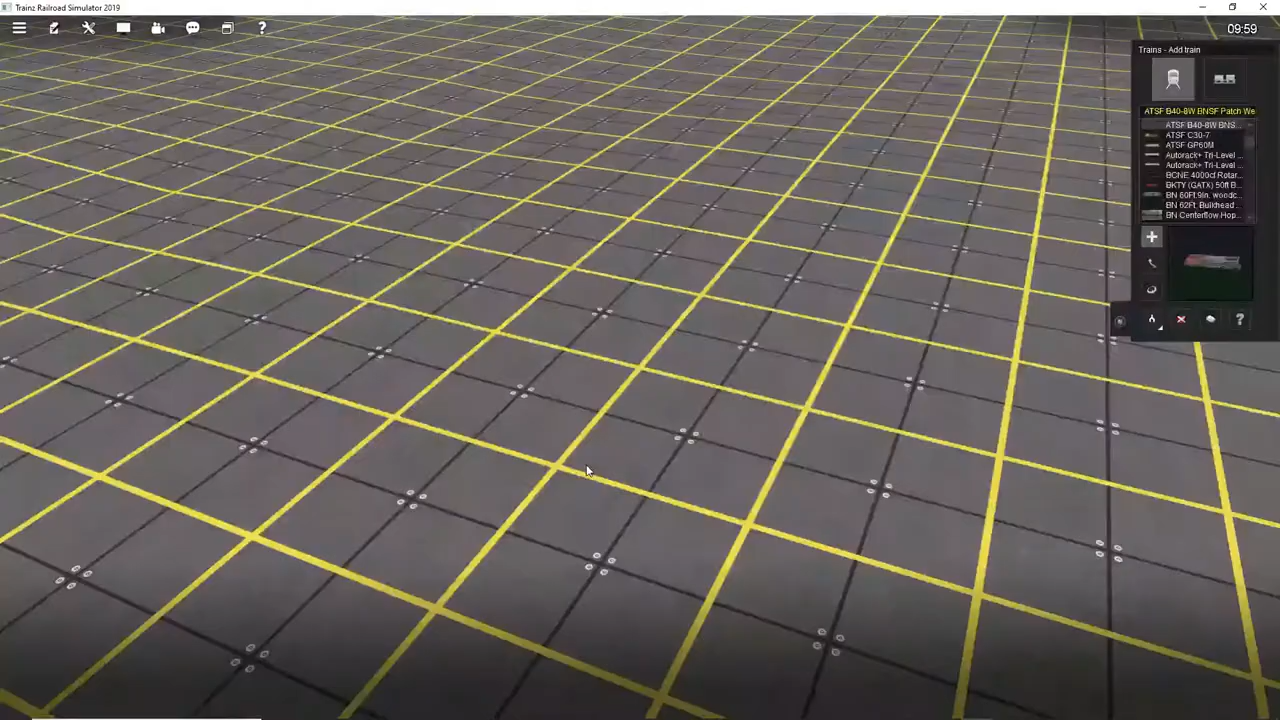 Trainz Railroad Simulator 2019
?
09:59
Trains - Add train
ATSF B40-8W BNSF Patch We
ATSF B40-8W BNS...
ATSF C30-7
ATSF GP60M
Autorack+ Tri-Level ...
Autorack+ Tri-Level ...
BCNE 4000cf Rotar...
BKTY (GATX) 50ft B...
BN 60Ft.9in. woodc...
BN 62Ft. Bulkhead ...
BN Centerflow Hop...
?